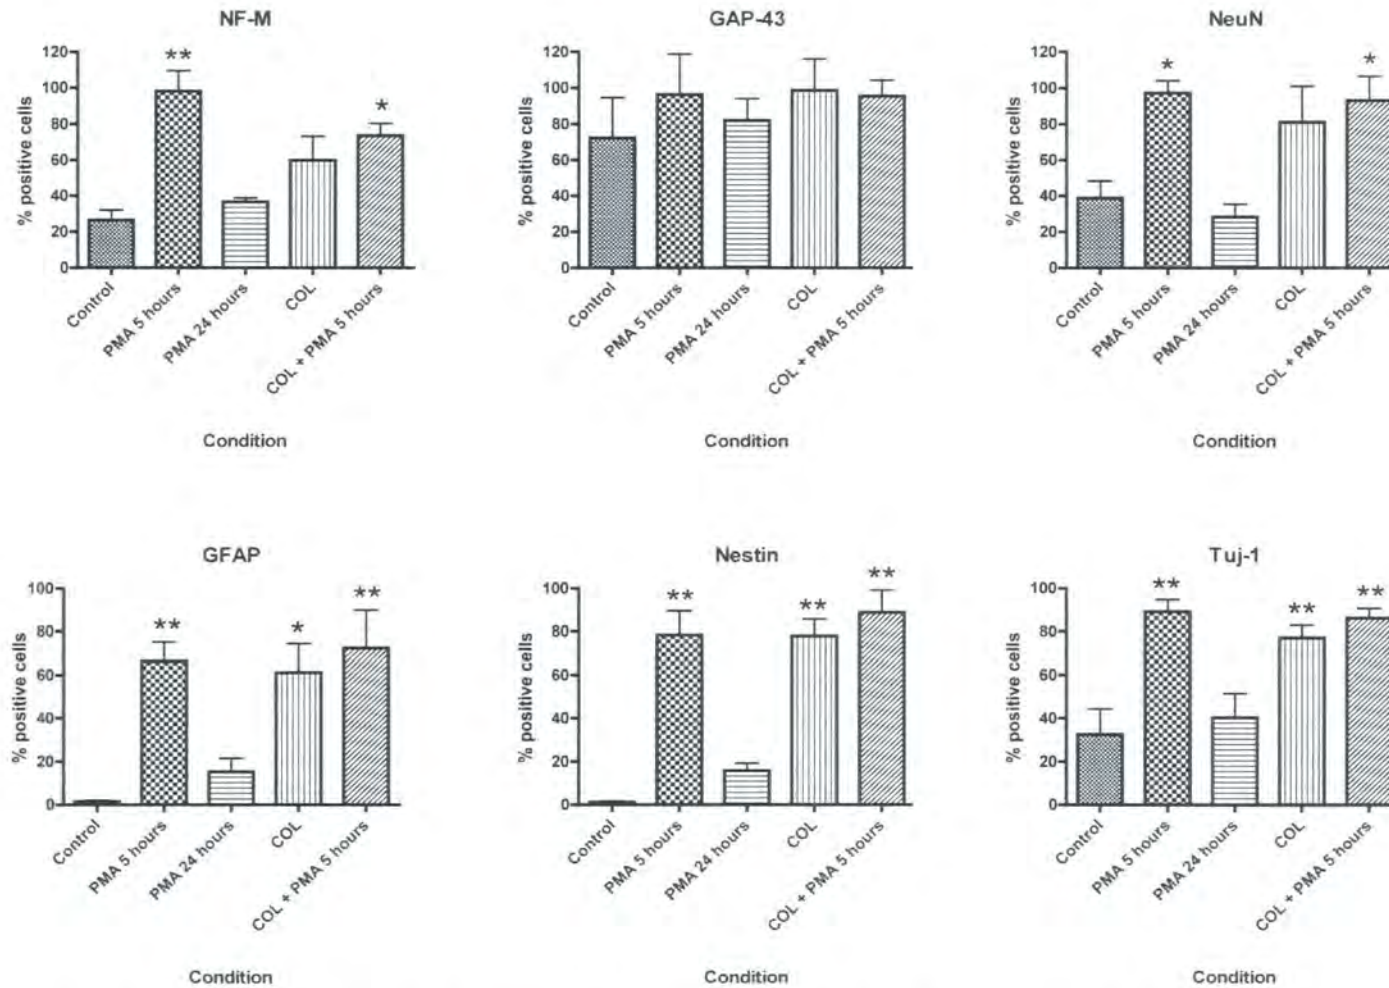 NF-M
GAP-43
NeuN
% positive cells
120
100
80
60
40
20
0
**
*
Control
PMA 5 hours
PMA 24 hours
COL
COL + PMA 5 hours
Condition
% positive cells
120
100
80
60
40
20
0
Control
PMA 5 hours
PMA 24 hours
COL
COL + PMA 5 hours
Condition
% positive cells
120
100
80
60
40
20
0
*
*
Control
PMA 5 hours
PMA 24 hours
COL
COL + PMA 5 hours
Condition
GFAP
Nestin
Tuj-1
% positive cells
100
80
60
40
20
0
**
*
**
Control
PMA 5 hours
PMA 24 hours
COL
COL + PMA 5 hours
Condition
% positive cells
100
80
60
40
20
0
**
**
**
Control
PMA 5 hours
PMA 24 hours
COL
COL + PMA 5 hours
Condition
% positive cells
100
80
60
40
20
0
**
**
**
Control
PMA 5 hours
PMA 24 hours
COL
COL + PMA 5 hours
Condition